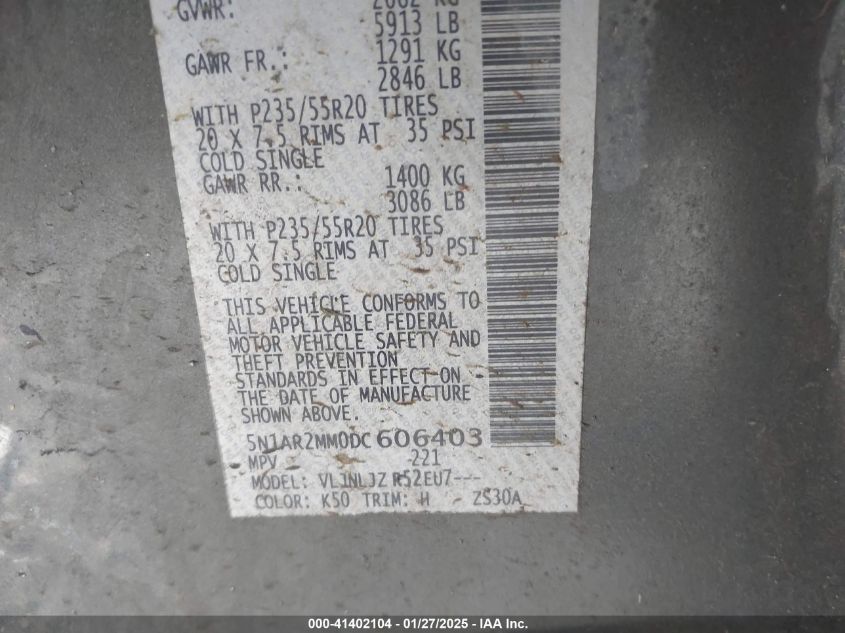 GVWR: 2682 KG
5913 LB
GAWR FR.: 1291 KG
2846 LB
WITH P235/55R20 TIRES
20 X 7.5 RIMS AT 35 PSI
COLD SINGLE
GAWR RR.: 1400 KG
3086 LB
WITH P235/55R20 TIRES
20 X 7.5 RIMS AT 35 PSI
COLD SINGLE
THIS VEHICLE CONFORMS TO
ALL APPLICABLE FEDERAL
MOTOR VEHICLE SAFETY AND
THEFT PREVENTION
STANDARDS IN EFFECT ON
THE DATE OF MANUFACTURE
SHOWN ABOVE.
5N1AR2MM0DC606403
MPV -221
MODEL: VLJNLJZ R52EU7---
COLOR: K50 TRIM: H ZS30A
000-41402104 - 01/27/2025 - IAA Inc.